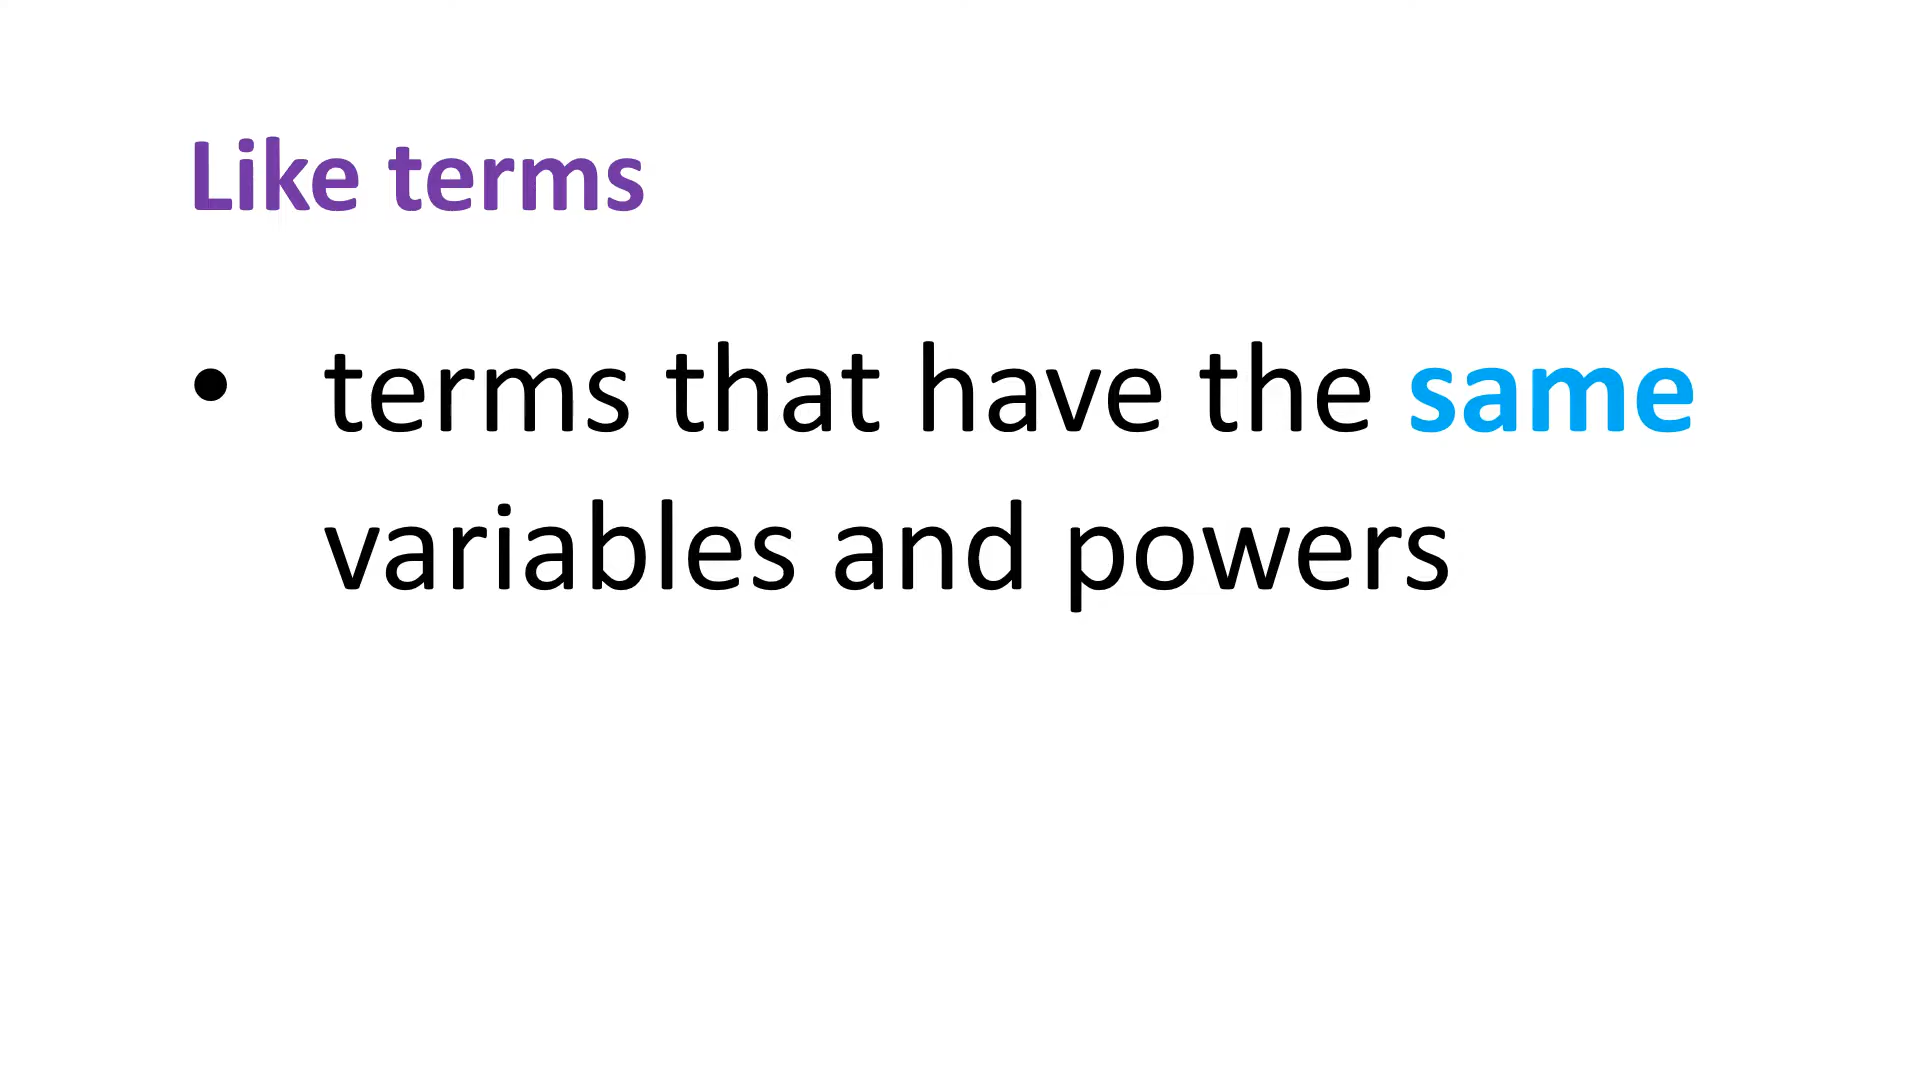 Like terms
• terms that have the same
variables and powers